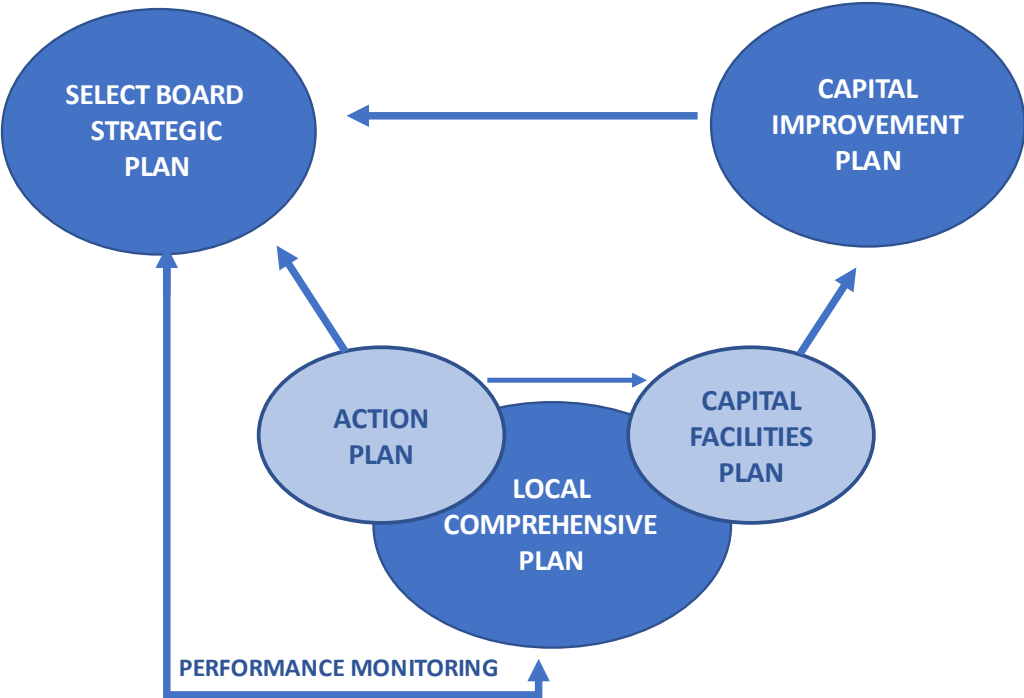 SELECT BOARD
STRATEGIC
PLAN
CAPITAL
IMPROVEMENT
PLAN
ACTION
PLAN
CAPITAL
FACILITIES
PLAN
LOCAL
COMPREHENSIVE
PLAN
PERFORMANCE MONITORING